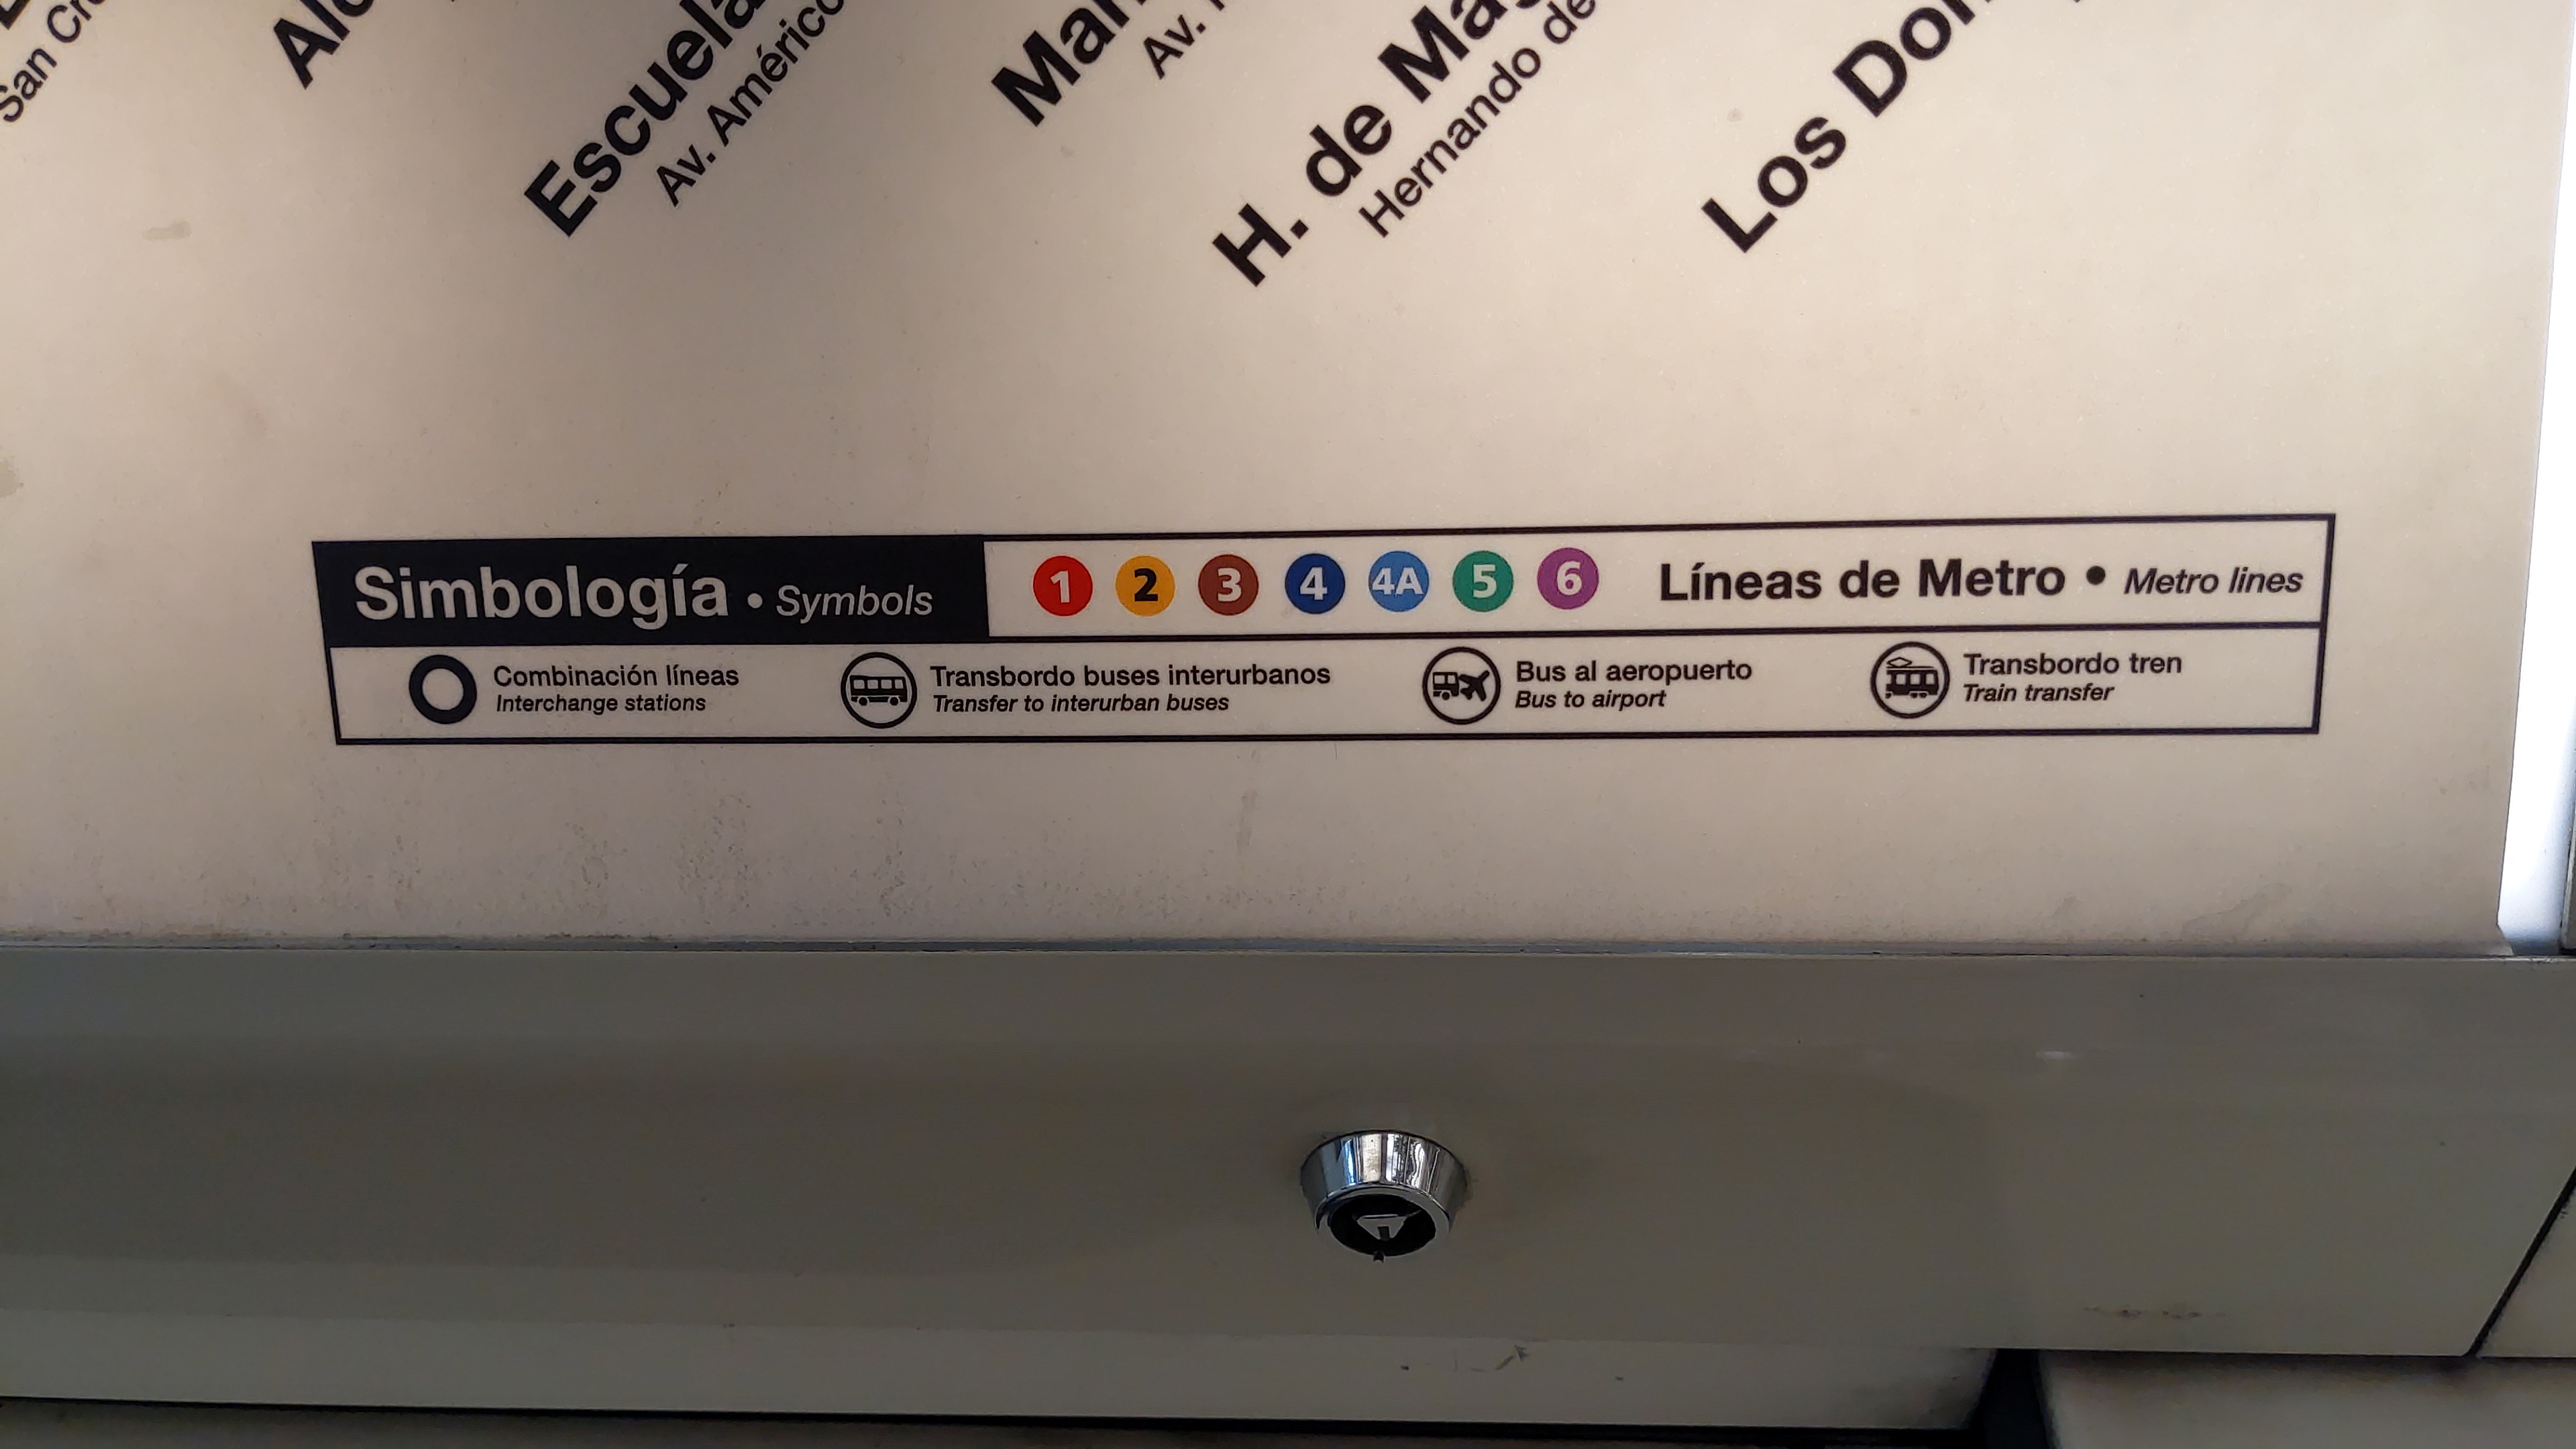 San
Escuela
Av. Américo
Av.
H. de
Hernando de
Los
Simbología • Symbols
1 2 3 4 4A 5 6 Líneas de Metro • Metro lines
Combinación líneas
Interchange stations
Transbordo buses interurbanos
Transfer to interurban buses
Bus al aeropuerto
Bus to airport
Transbordo tren
Train transfer